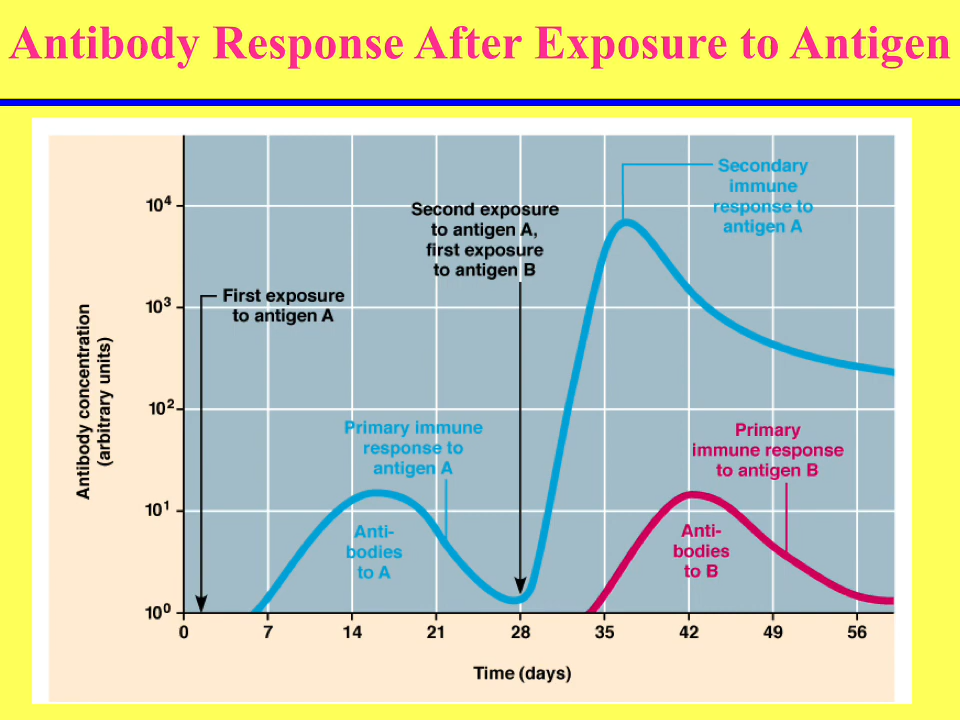 Antibody Response After Exposure to Antigen
Secondary
immune
response to
antigen A
Second exposure
to antigen A,
first exposure
to antigen B
First exposure
to antigen A
Primary immune
response to
antigen A
Primary
immune response
to antigen B
Anti-
bodies
to A
Anti-
bodies
to B
Antibody concentration
(arbitrary units)
10⁴
10³
10²
10¹
10⁰
0 7 14 21 28 35 42 49 56
Time (days)